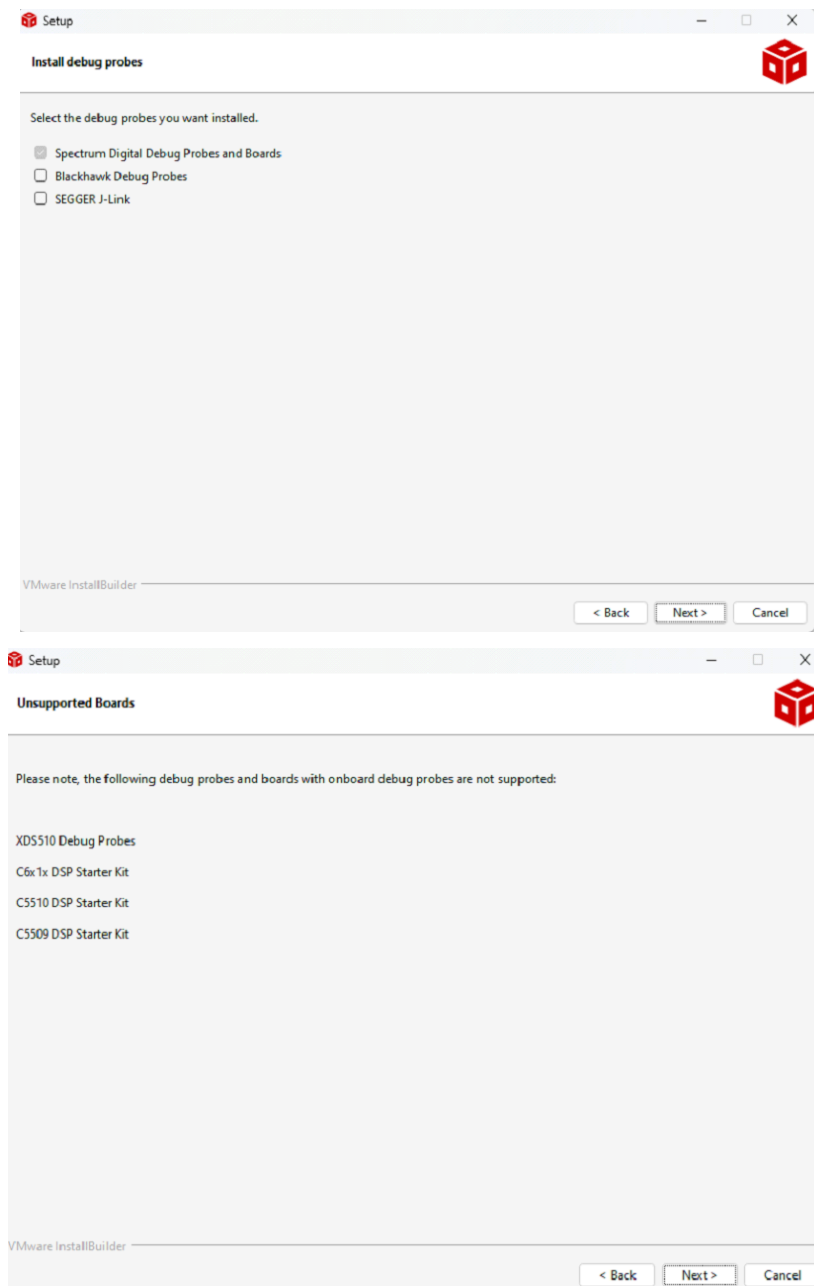 Setup
Install debug probes
Select the debug probes you want installed.
Spectrum Digital Debug Probes and Boards
Blackhawk Debug Probes
SEGGER J-Link
VMware InstallBuilder
< Back Next > Cancel
Setup
Unsupported Boards
Please note, the following debug probes and boards with onboard debug probes are not supported:
XDS510 Debug Probes
C6x1x DSP Starter Kit
C5510 DSP Starter Kit
C5509 DSP Starter Kit
VMware InstallBuilder
< Back Next > Cancel